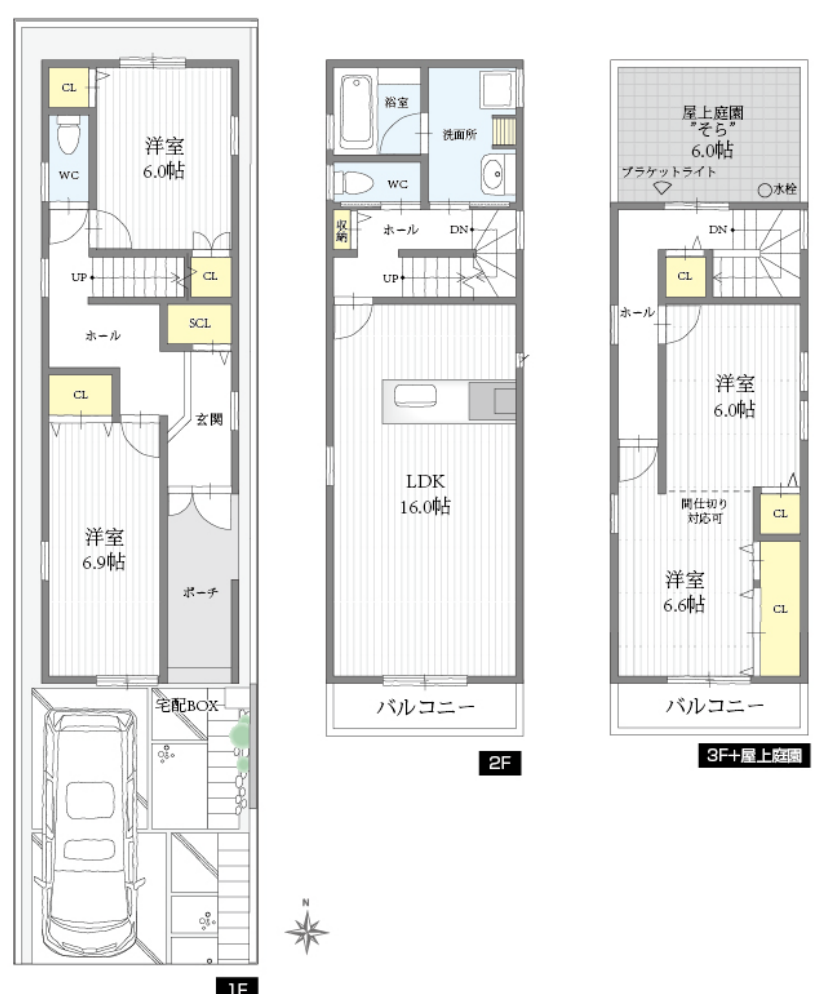 CL
洋室
6.0帖
WC
UP
CL
SCL
ホール
CL
玄関
洋室
6.9帖
ポーチ
宅配BOX
1F
浴室
洗面所
WC
収納
ホール
DN
UP
LDK
16.0帖
バルコニー
2F
屋上庭園
"そら"
6.0帖
ブラケットライト
水栓
DN
CL
ホール
洋室
6.0帖
間仕切り
対応可
CL
洋室
6.6帖
CL
バルコニー
3F+屋上庭園
N